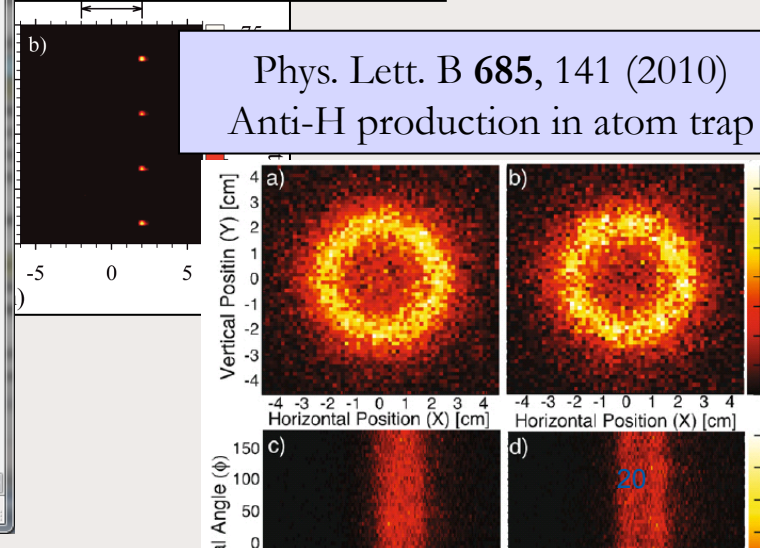 b)
-5 0 5
Phys. Lett. B 685, 141 (2010)
Anti-H production in atom trap
a)
b)
Vertical Positin (Y) [cm]
4
3
2
1
0
-1
-2
-3
-4
-4 -3 -2 -1 0 1 2 3 4
-4 -3 -2 -1 0 1 2 3 4
Horizontal Position (X) [cm]
Horizontal Position (X) [cm]
c)
d)
150
100
50
0
Angle (ϕ)
20